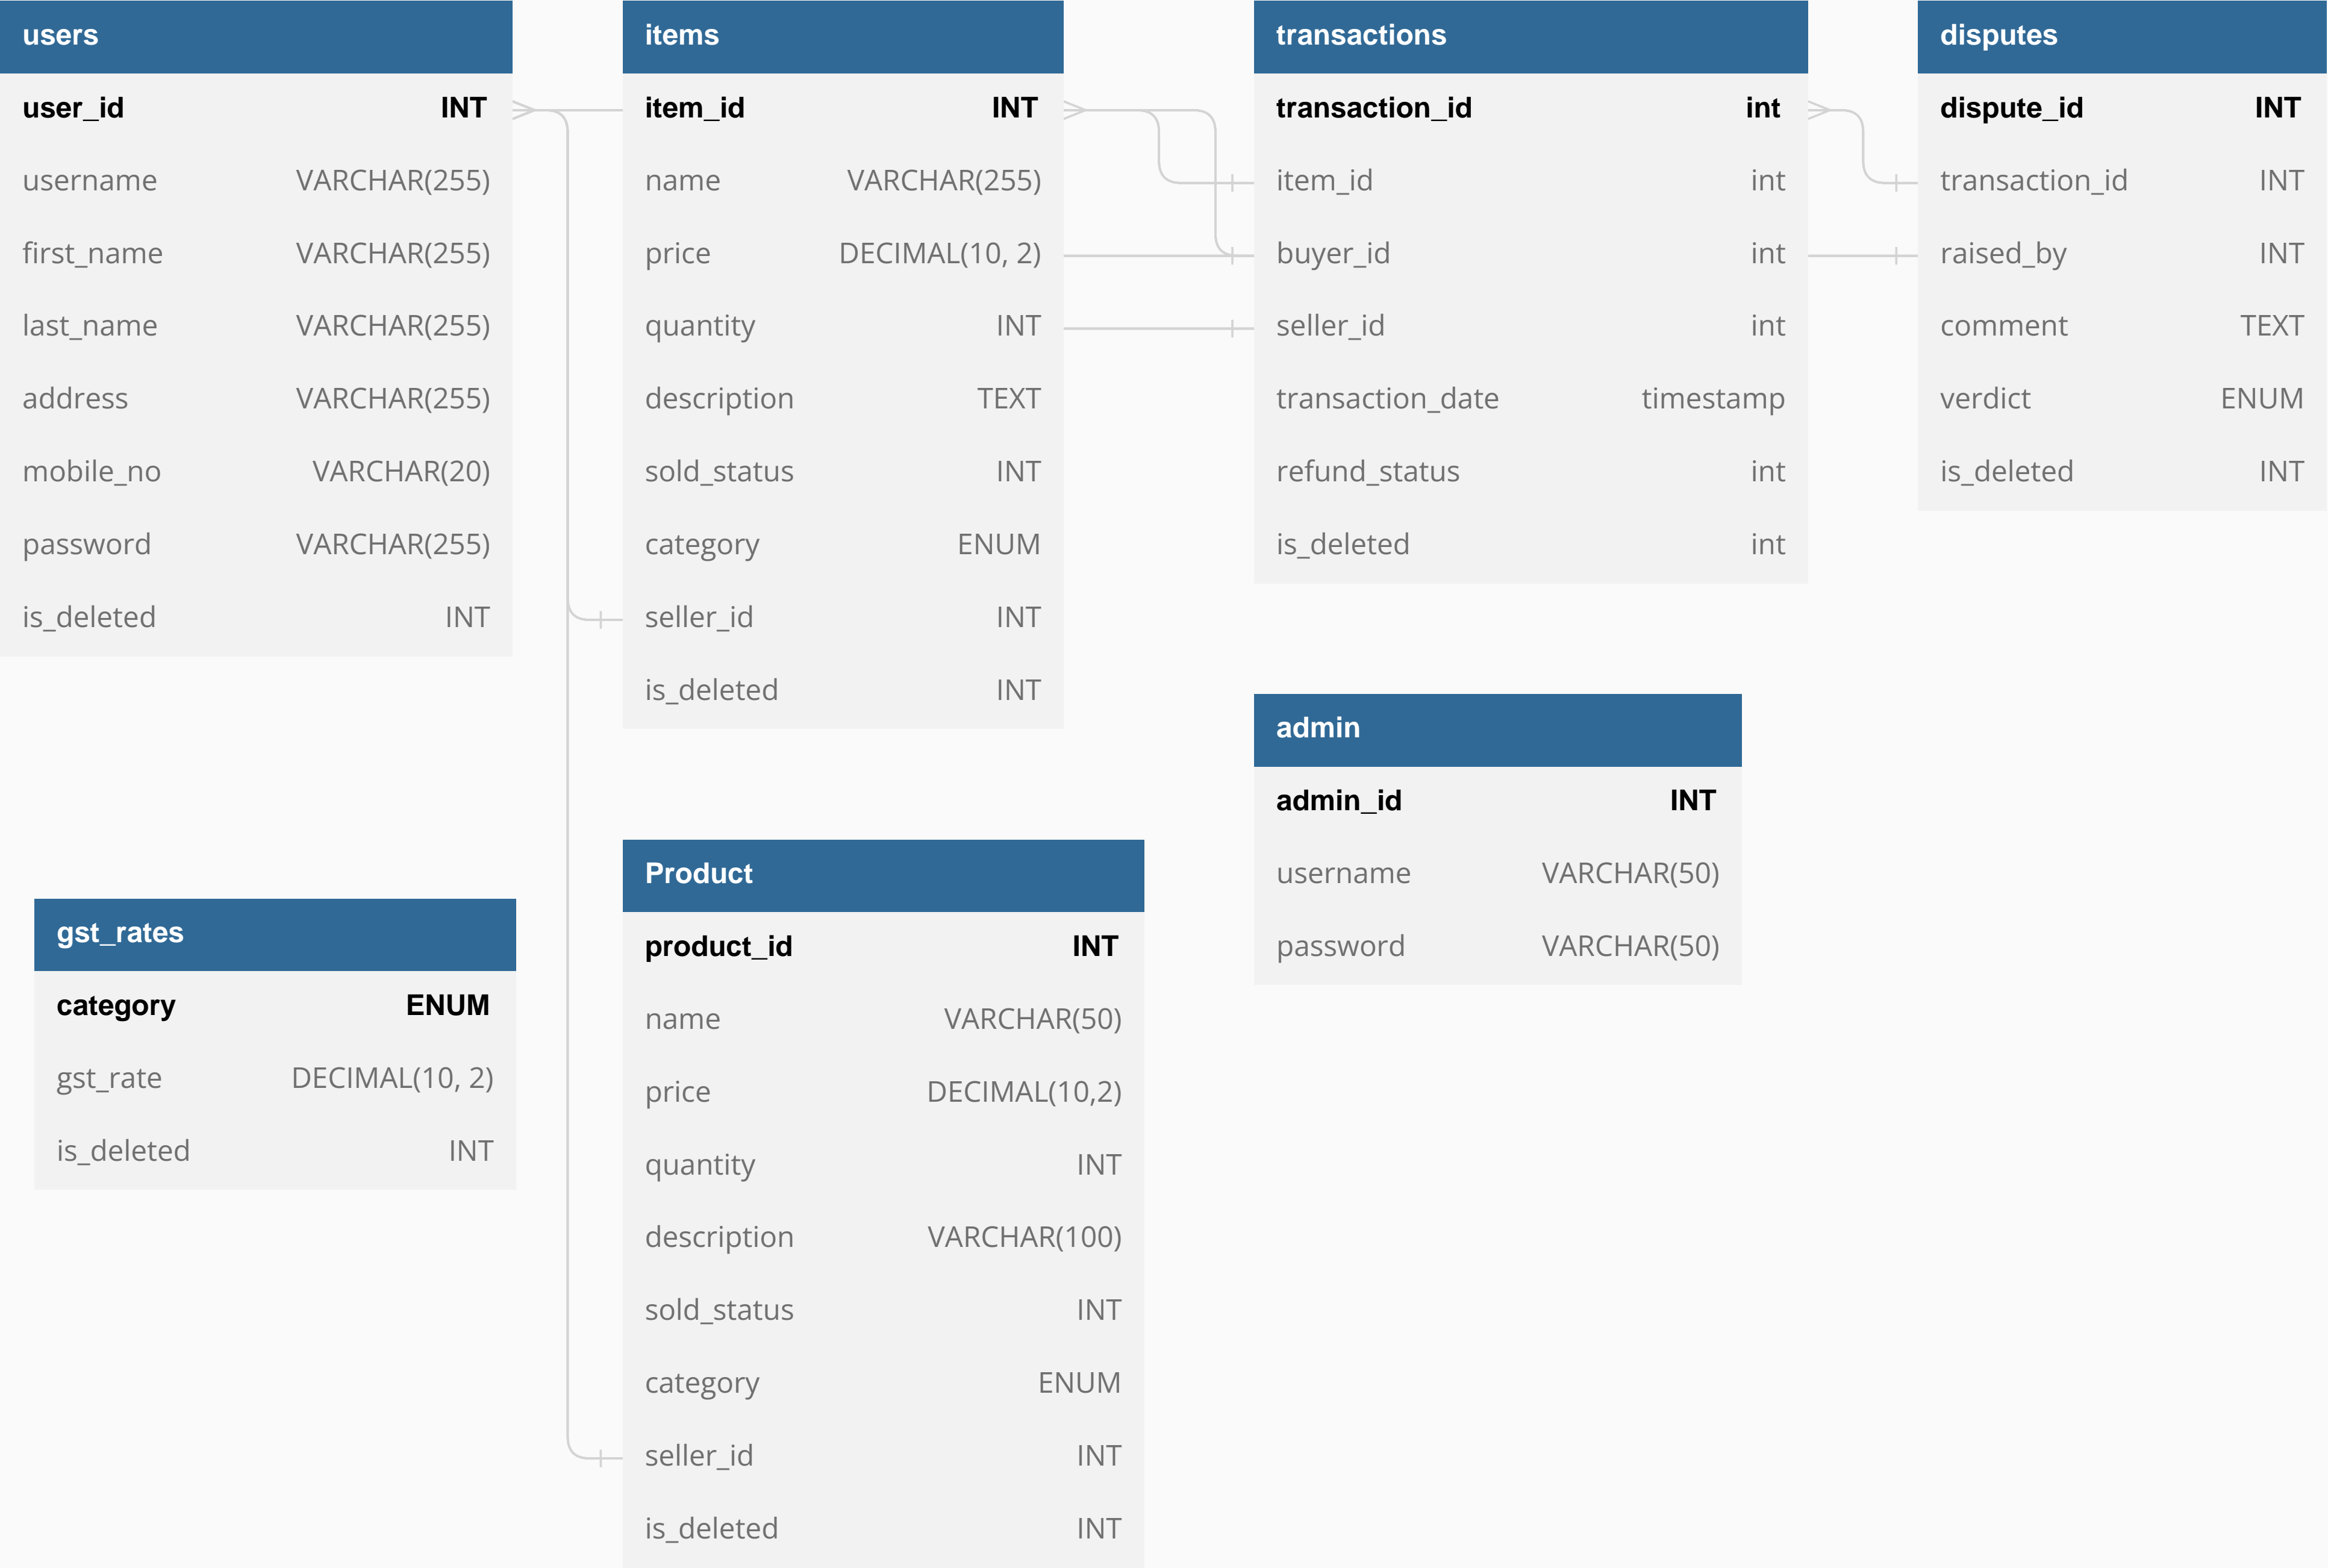 users
user_id INT
username VARCHAR(255)
first_name VARCHAR(255)
last_name VARCHAR(255)
address VARCHAR(255)
mobile_no VARCHAR(20)
password VARCHAR(255)
is_deleted INT
items
item_id INT
name VARCHAR(255)
price DECIMAL(10, 2)
quantity INT
description TEXT
sold_status INT
category ENUM
seller_id INT
is_deleted INT
transactions
transaction_id int
item_id int
buyer_id int
seller_id int
transaction_date timestamp
refund_status int
is_deleted int
disputes
dispute_id INT
transaction_id INT
raised_by INT
comment TEXT
verdict ENUM
is_deleted INT
admin
admin_id INT
username VARCHAR(50)
password VARCHAR(50)
gst_rates
category ENUM
gst_rate DECIMAL(10, 2)
is_deleted INT
Product
product_id INT
name VARCHAR(50)
price DECIMAL(10,2)
quantity INT
description VARCHAR(100)
sold_status INT
category ENUM
seller_id INT
is_deleted INT